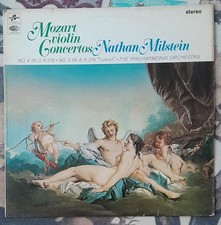 Mozart
violin
Concertos Nathan Milstein
stereo
NO. 4 IN D, K.218 • NO. 5 IN A, K.219 "Turkish" • THE PHILHARMONIA ORCHESTRA